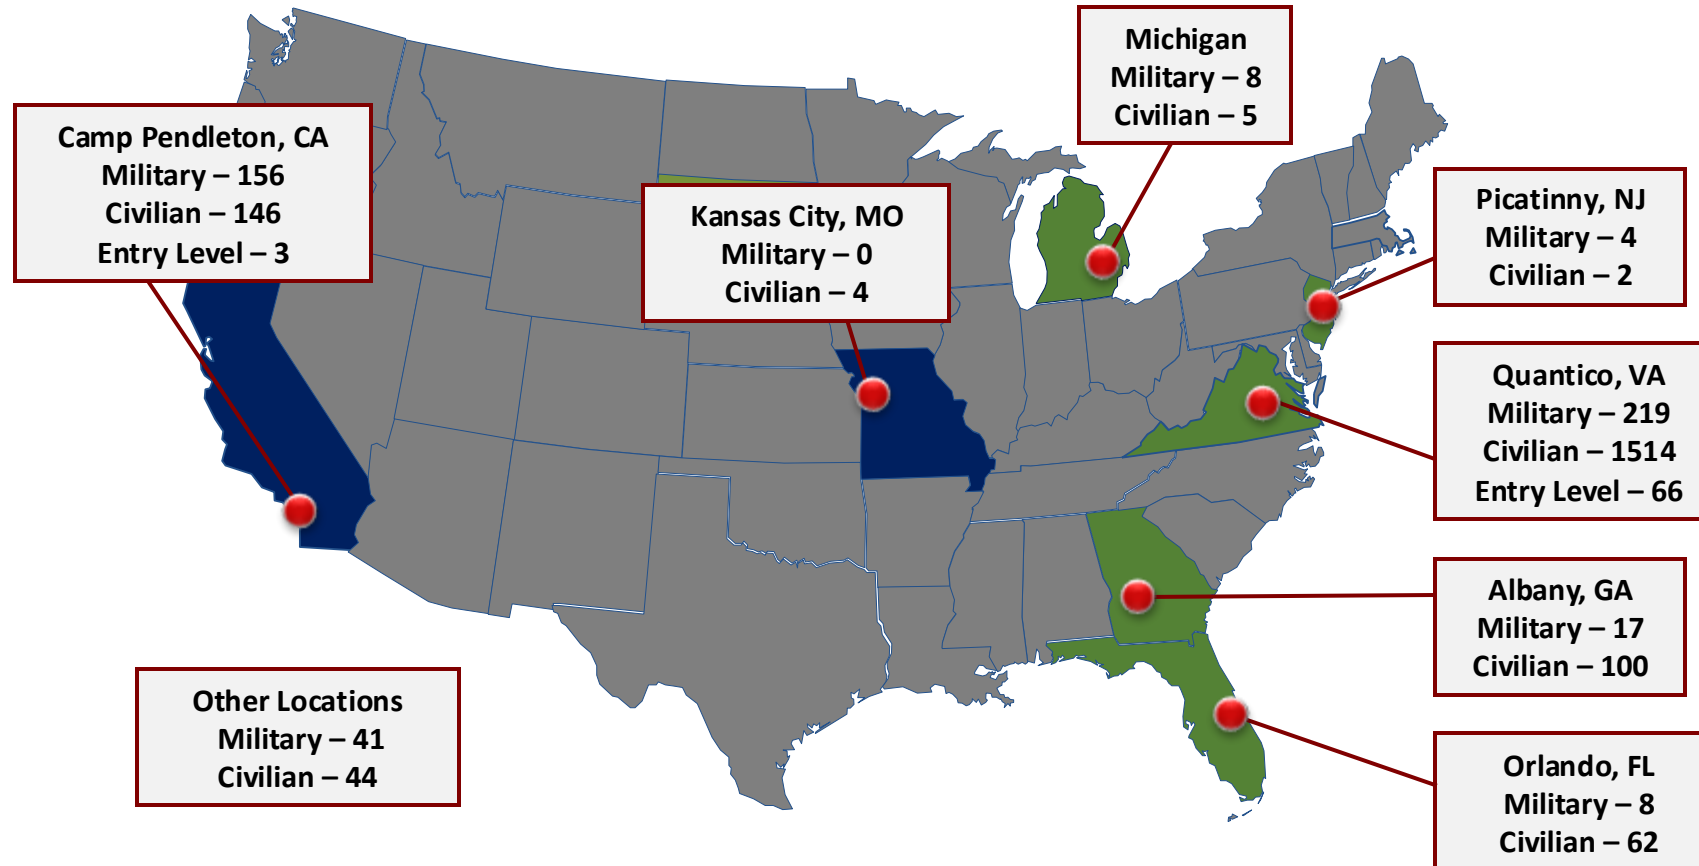 Michigan
Military – 8
Civilian – 5
Camp Pendleton, CA
Military – 156
Civilian – 146
Entry Level – 3
Kansas City, MO
Military – 0
Civilian – 4
Picatinny, NJ
Military – 4
Civilian – 2
Quantico, VA
Military – 219
Civilian – 1514
Entry Level – 66
Albany, GA
Military – 17
Civilian – 100
Other Locations
Military – 41
Civilian – 44
Orlando, FL
Military – 8
Civilian – 62